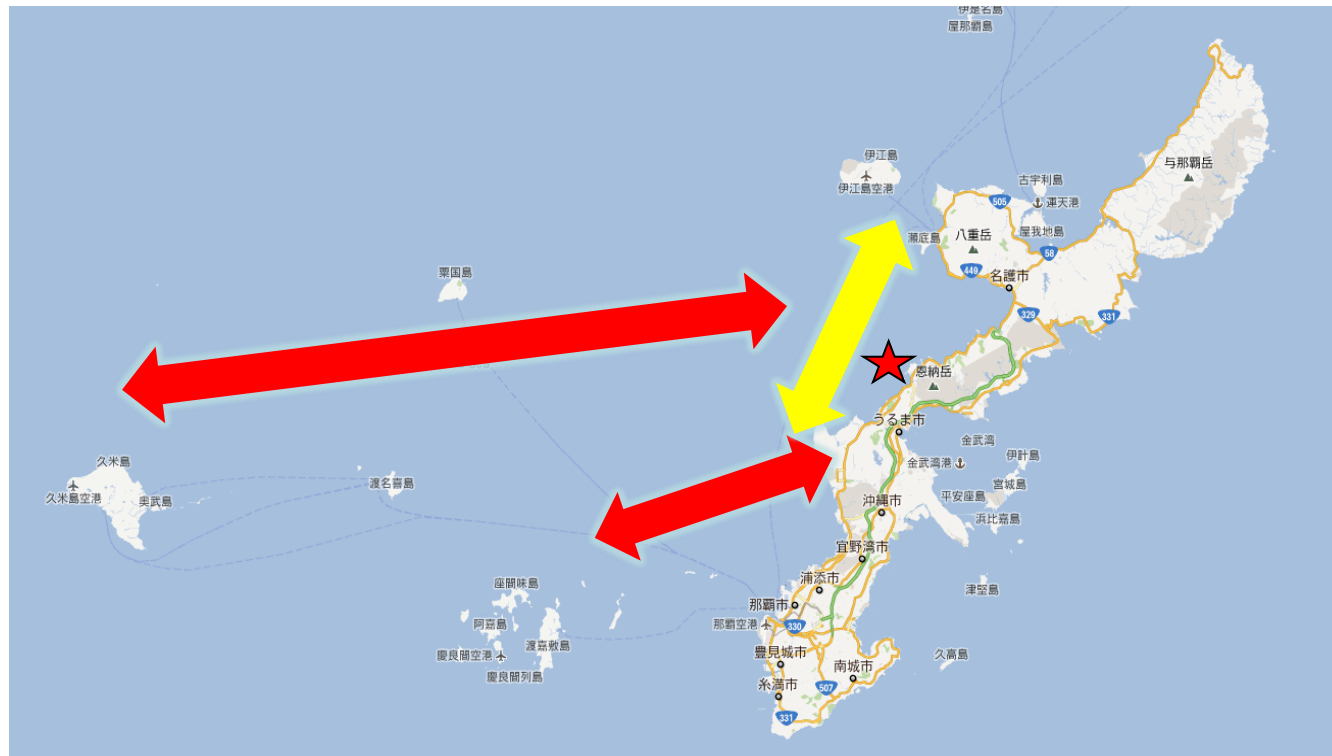 伊是名島
屋那覇島
伊江島
伊江島空港
与那覇岳
古宇利島
運天港
505
瀬底島
八重岳
屋我地島
58
449
名護市
粟国島
329
331
恩納岳
うるま市
金武湾
久米島
久米島空港
奥武島
渡名喜島
金武湾港
伊計島
宮城島
平安座島
沖縄市
浜比嘉島
宜野湾市
座間味島
浦添市
津堅島
那覇市
阿嘉島
那覇空港
330
渡嘉敷島
慶良間空港
豊見城市
久高島
慶良間列島
南城市
糸満市
507
331